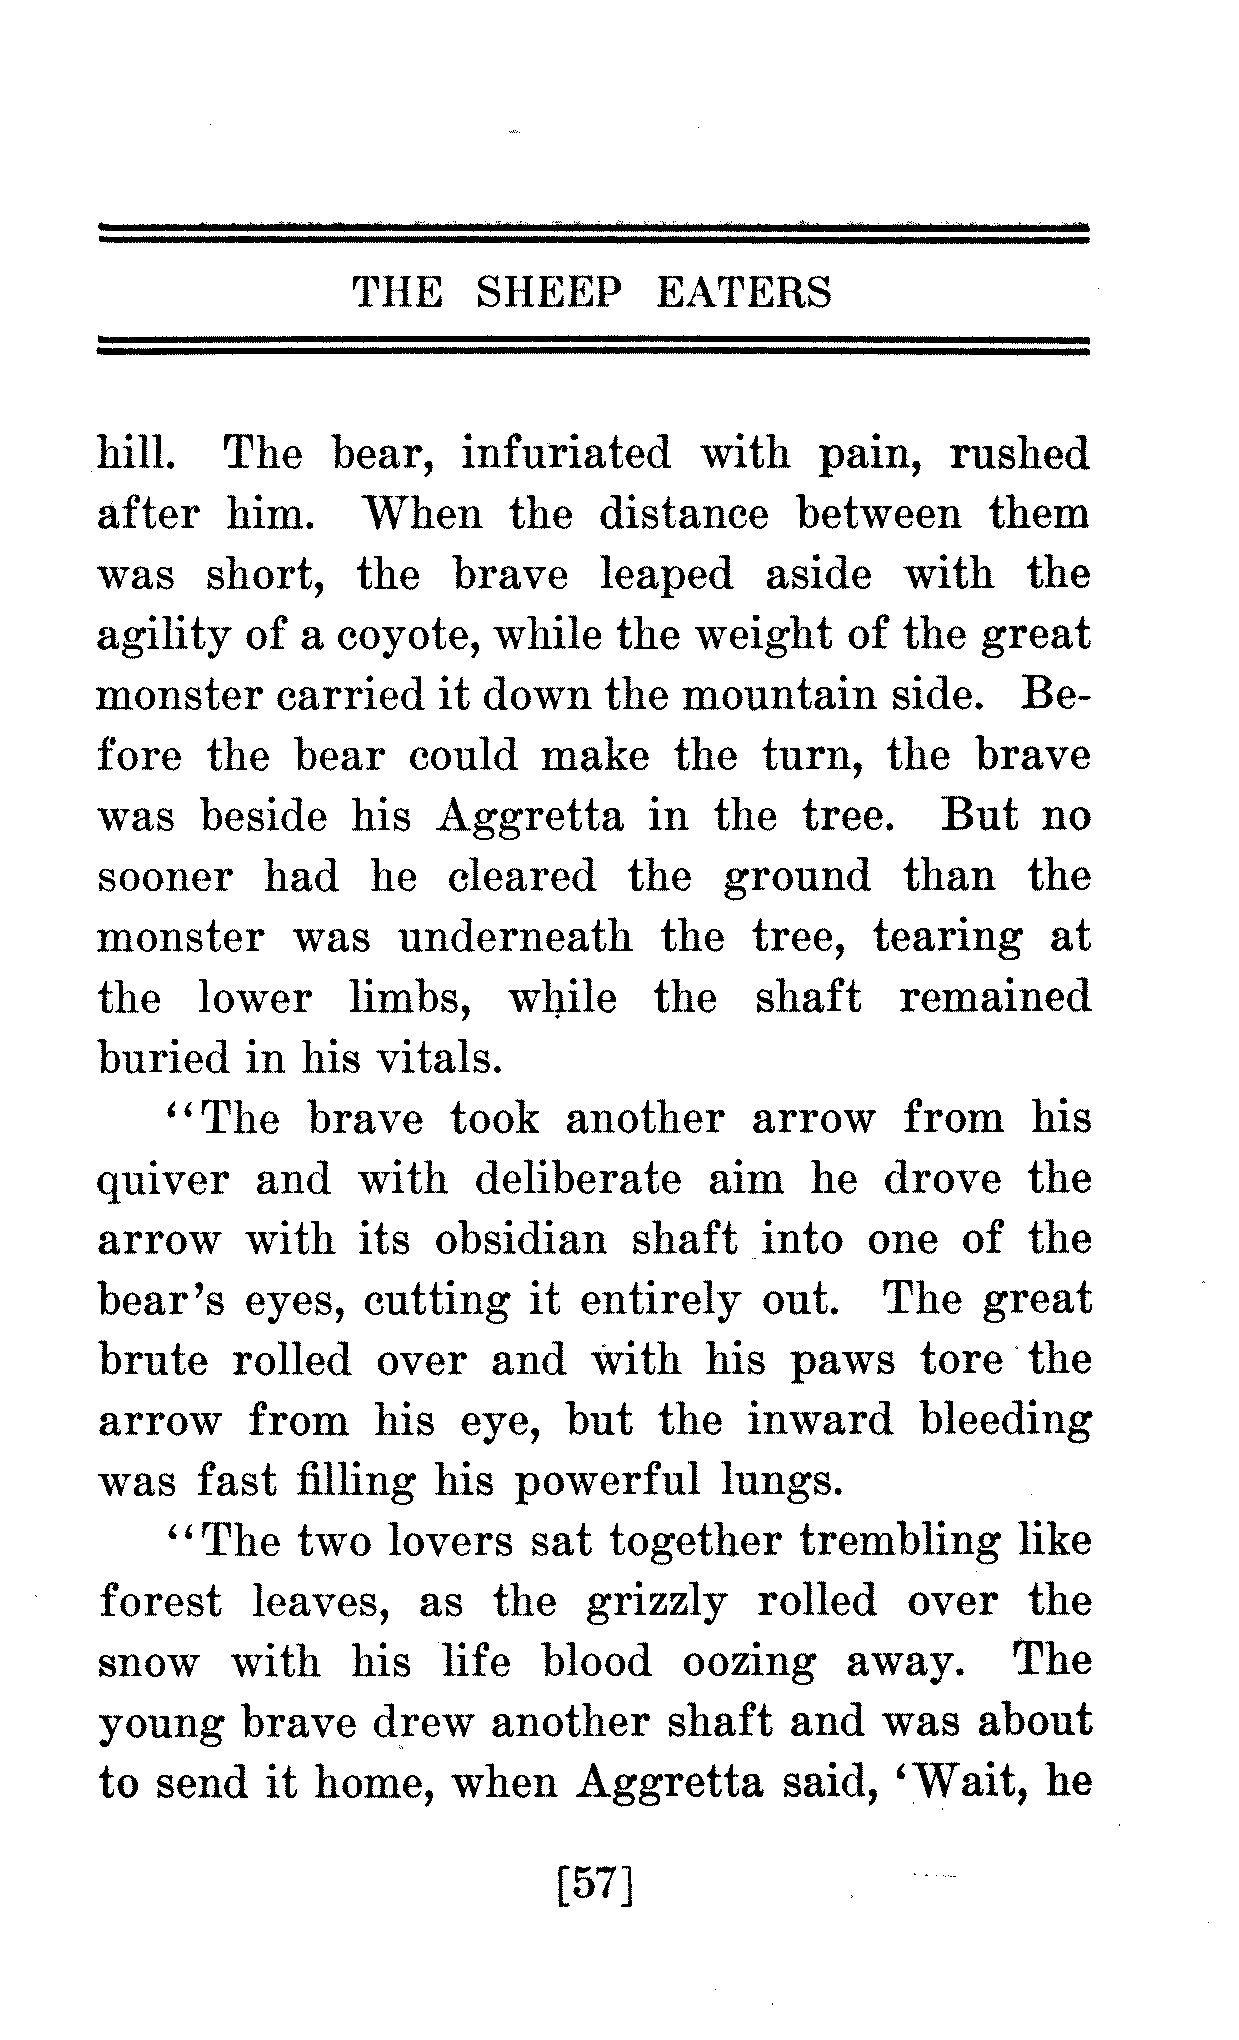 THE SHEEP EATERS
hill. The bear, infuriated with pain, rushed
after him. When the distance between them
was short, the brave leaped aside with the
agility of a coyote, while the weight of the great
monster carried it down the mountain side. Be-
fore the bear could make the turn, the brave
was beside his Aggretta in the tree. But no
sooner had he cleared the ground than the
monster was underneath the tree, tearing at
the lower limbs, while the shaft remained
buried in his vitals.
“The brave took another arrow from his
quiver and with deliberate aim he drove the
arrow with its obsidian shaft into one of the
bear’s eyes, cutting it entirely out. The great
brute rolled over and with his paws tore the
arrow from his eye, but the inward bleeding
was fast filling his powerful lungs.
“The two lovers sat together trembling like
forest leaves, as the grizzly rolled over the
snow with his life blood oozing away. The
young brave drew another shaft and was about
to send it home, when Aggretta said, ‘Wait, he
[57]